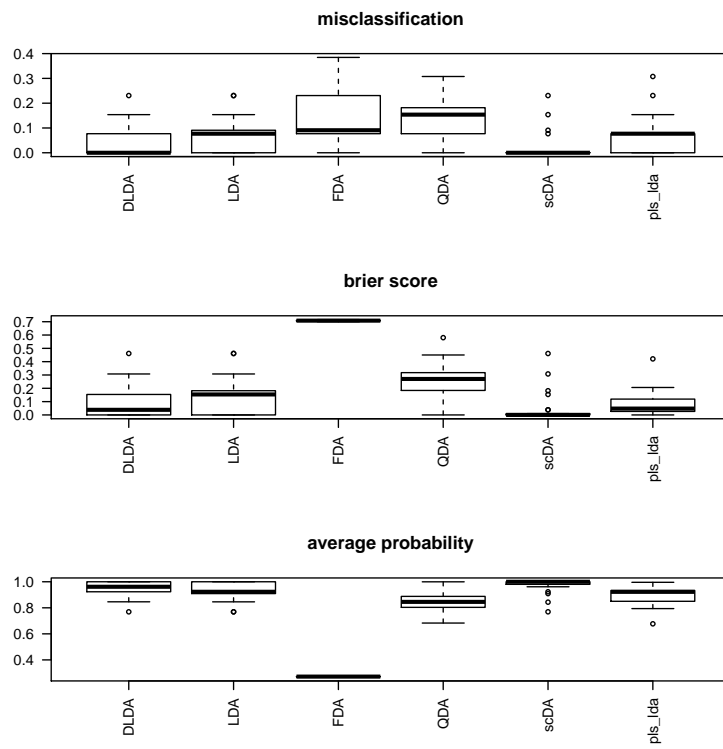 misclassification
0.4
0.3
0.2
0.1
0.0
DLDA
LDA
FDA
QDA
scDA
pls_lda
brier score
0.7
0.6
0.5
0.4
0.3
0.2
0.1
0.0
DLDA
LDA
FDA
QDA
scDA
pls_lda
average probability
1.0
0.8
0.6
0.4
DLDA
LDA
FDA
QDA
scDA
pls_lda